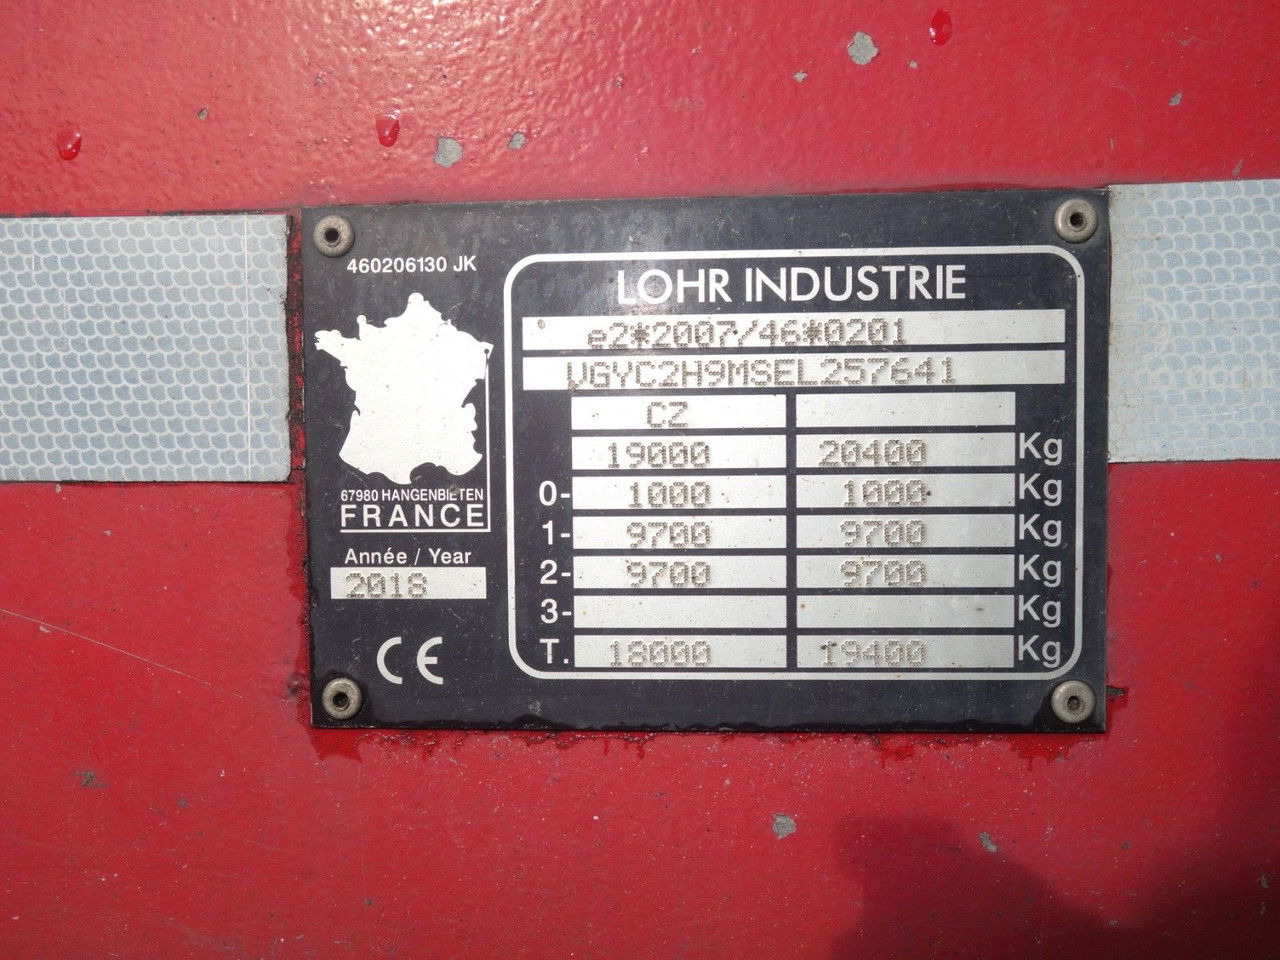 460206130 JK
LOHR INDUSTRIE
e2*2007/46*0201
VGYC2H9MSEL257641
CZ
19000 20400 Kg
0- 1000 1000 Kg
1- 9700 9700 Kg
2- 9700 9700 Kg
3- Kg
T. 18000 19400 Kg
67980 HANGENBIETEN
FRANCE
Année / Year
2018
CE